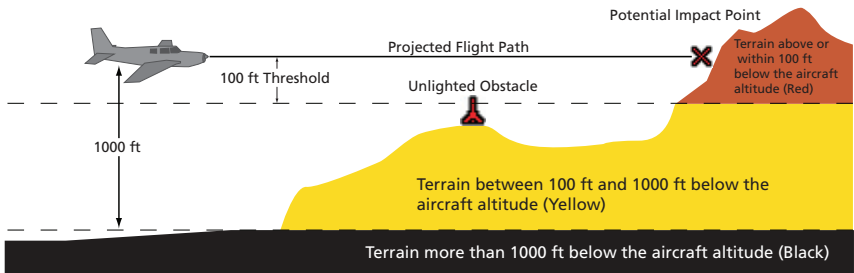 Potential Impact Point
Projected Flight Path
Terrain above or
within 100 ft
below the aircraft
altitude (Red)
100 ft Threshold
Unlighted Obstacle
1000 ft
Terrain between 100 ft and 1000 ft below the
aircraft altitude (Yellow)
Terrain more than 1000 ft below the aircraft altitude (Black)